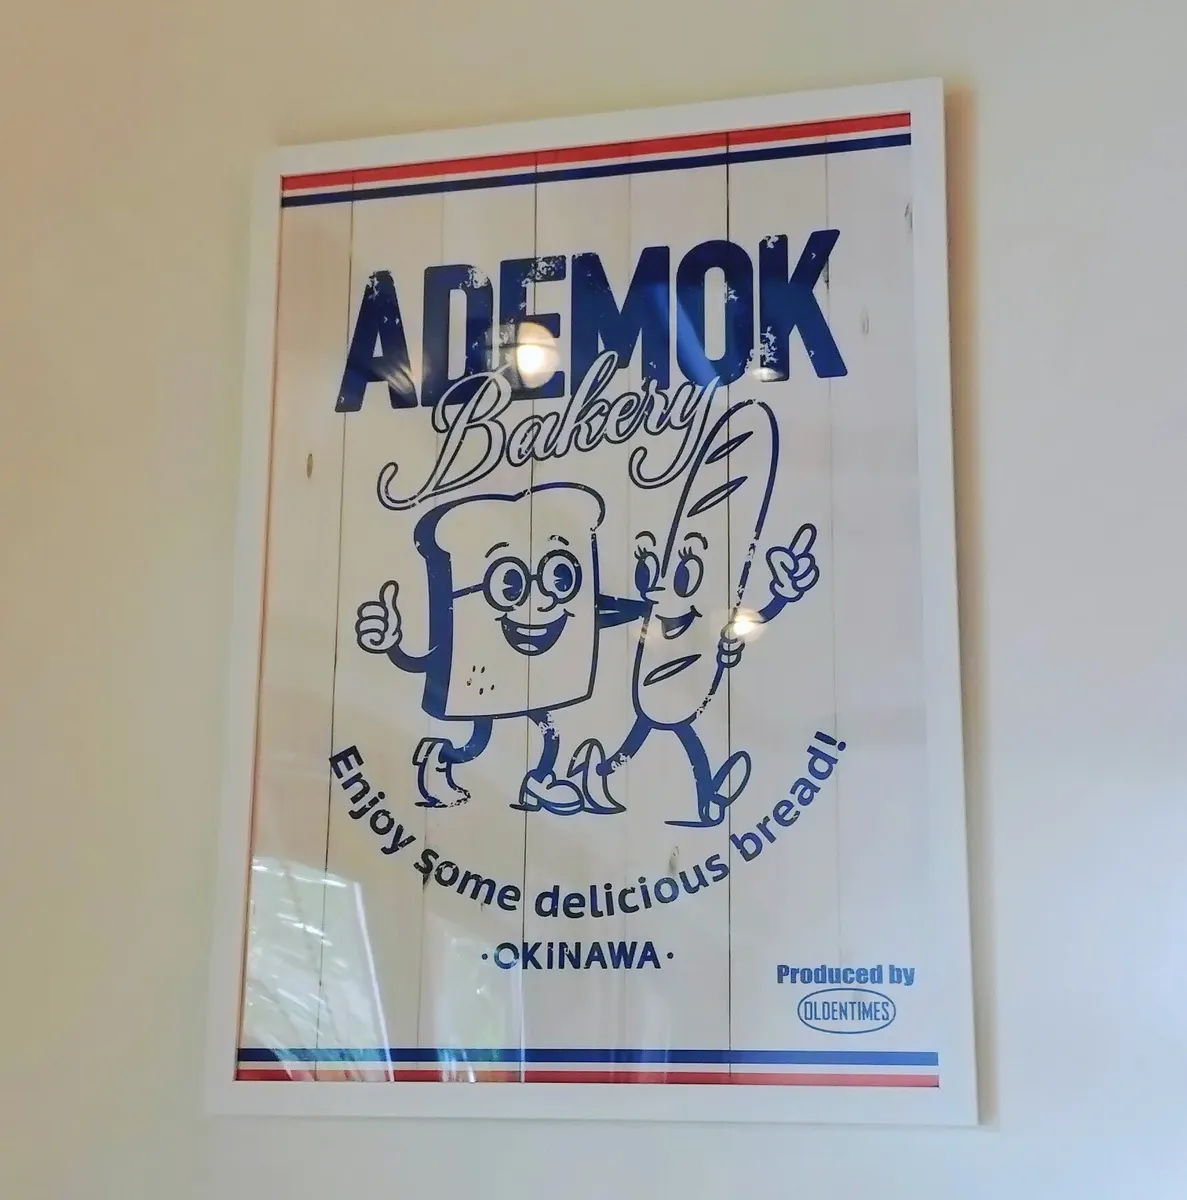 ADEMOK
Bakery
Enjoy some delicious bread!
·OKiNAWA·
Produced by
OLDENTIMES